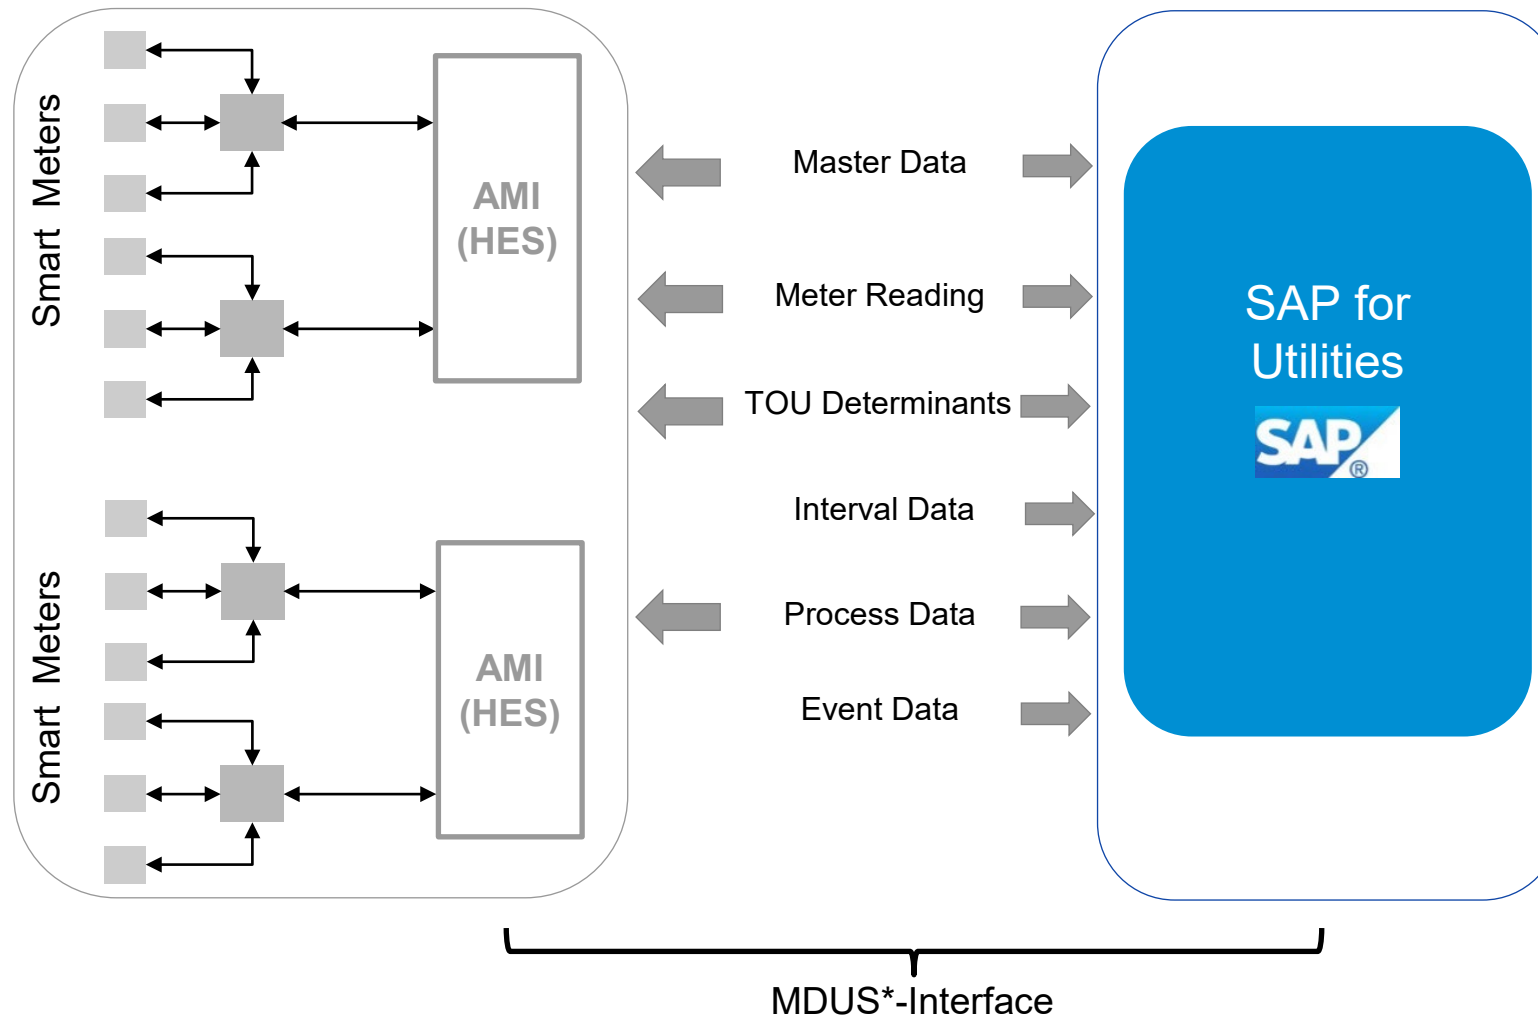 Smart Meters
AMI
(HES)
Smart Meters
AMI
(HES)
Master Data
Meter Reading
TOU Determinants
Interval Data
Process Data
Event Data
SAP for
Utilities
SAP®
MDUS*-Interface